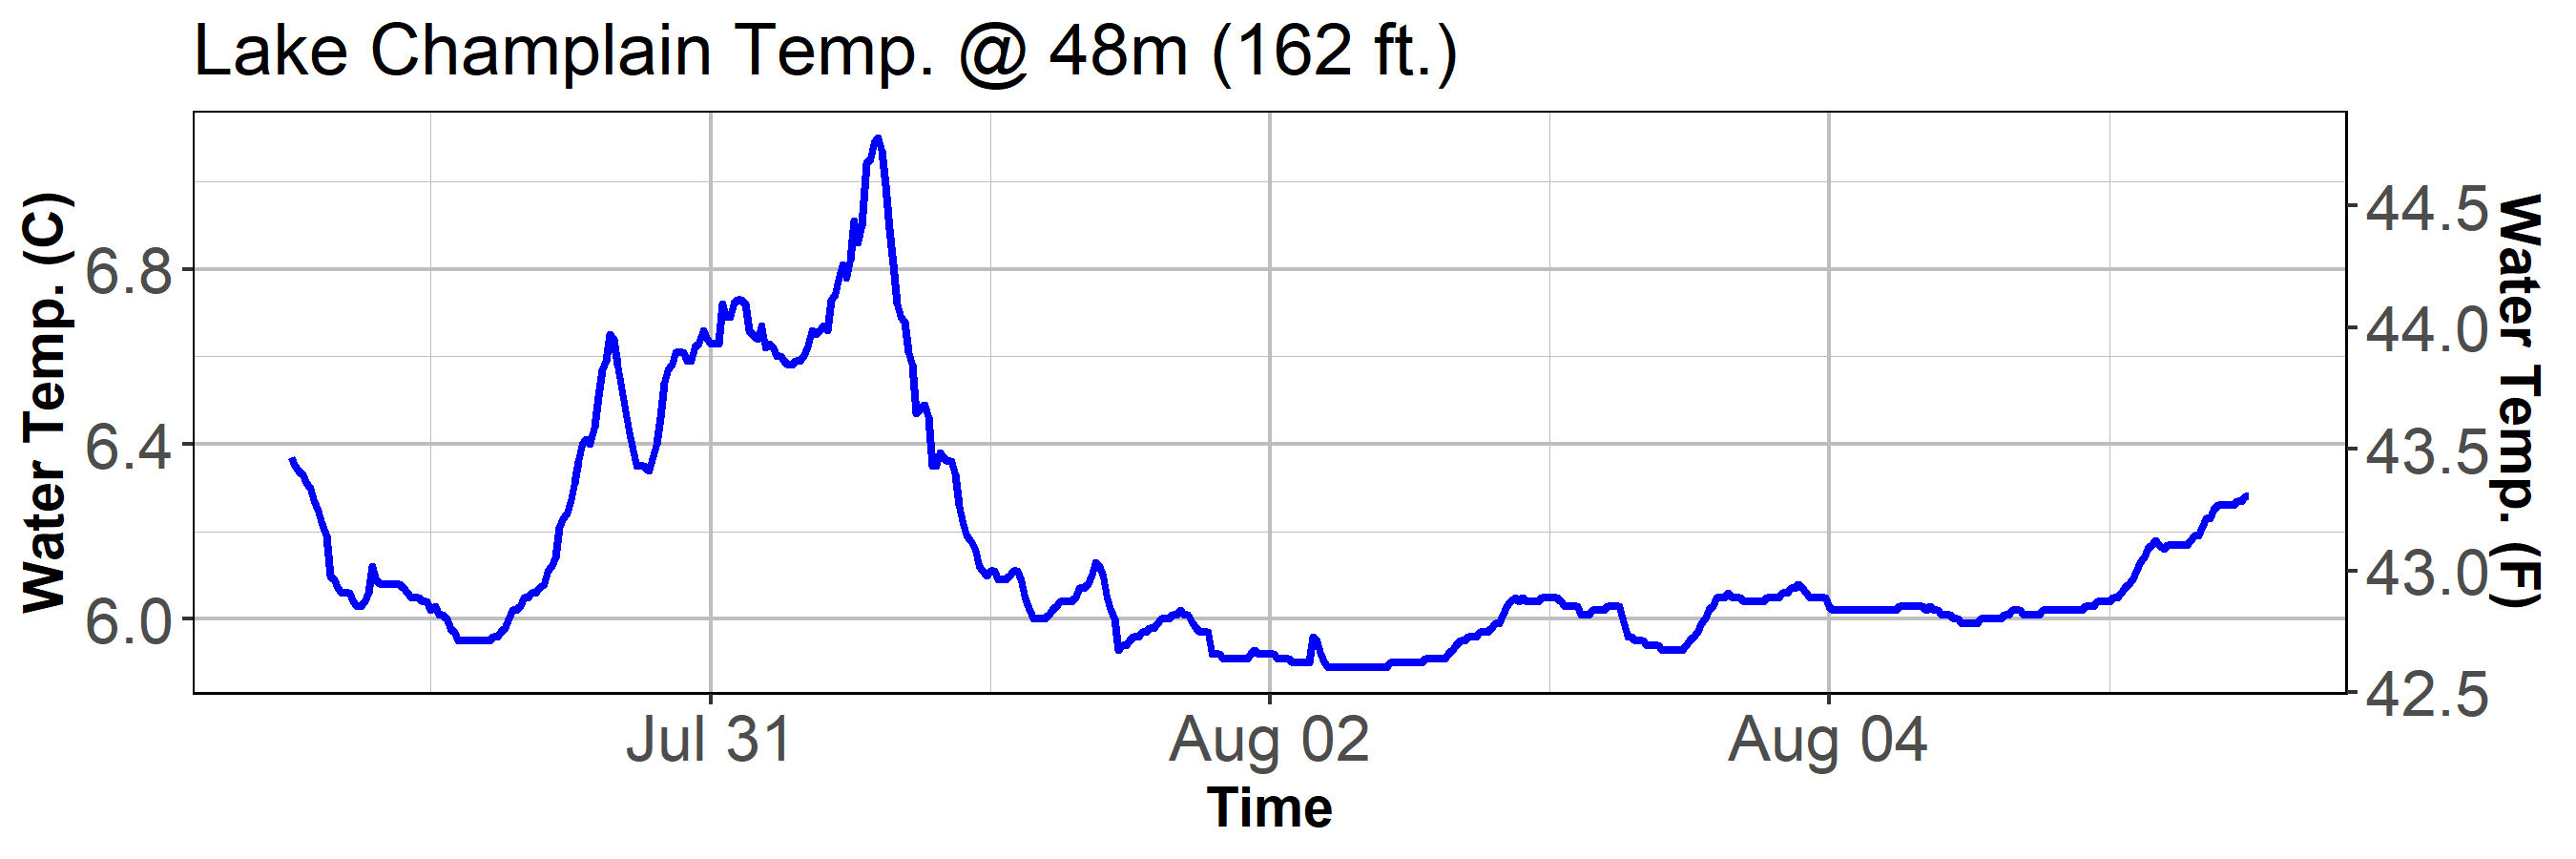 Lake Champlain Temp. @ 48m (162 ft.)
Water Temp. (C)
6.8
6.4
6.0
44.5
44.0
43.5
43.0
42.5
Water Temp. (F)
Jul 31
Aug 02
Aug 04
Time